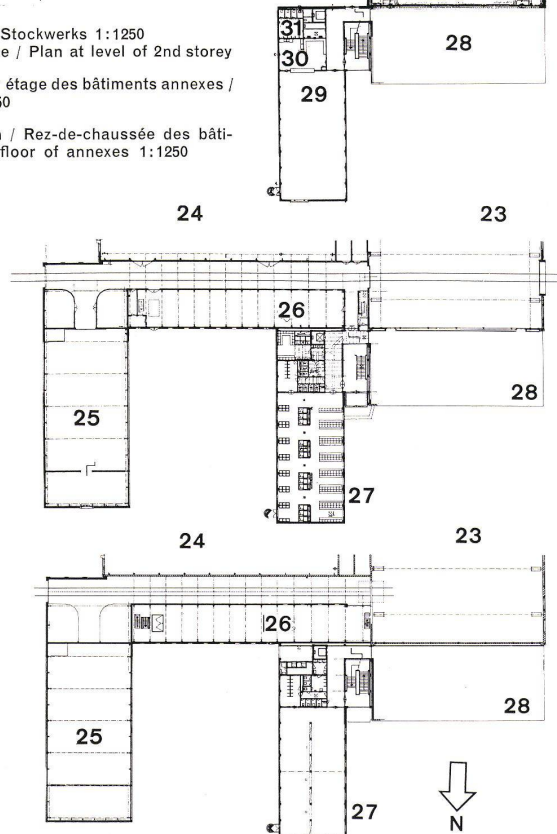 Stockwerks 1:1250
e / Plan at level of 2nd storey
étage des bâtiments annexes /
50
/ Rez-de-chaussée des bâti-
floor of annexes 1:1250
31
30
29
28
24
23
26
25
28
27
24
23
26
25
28
27
N